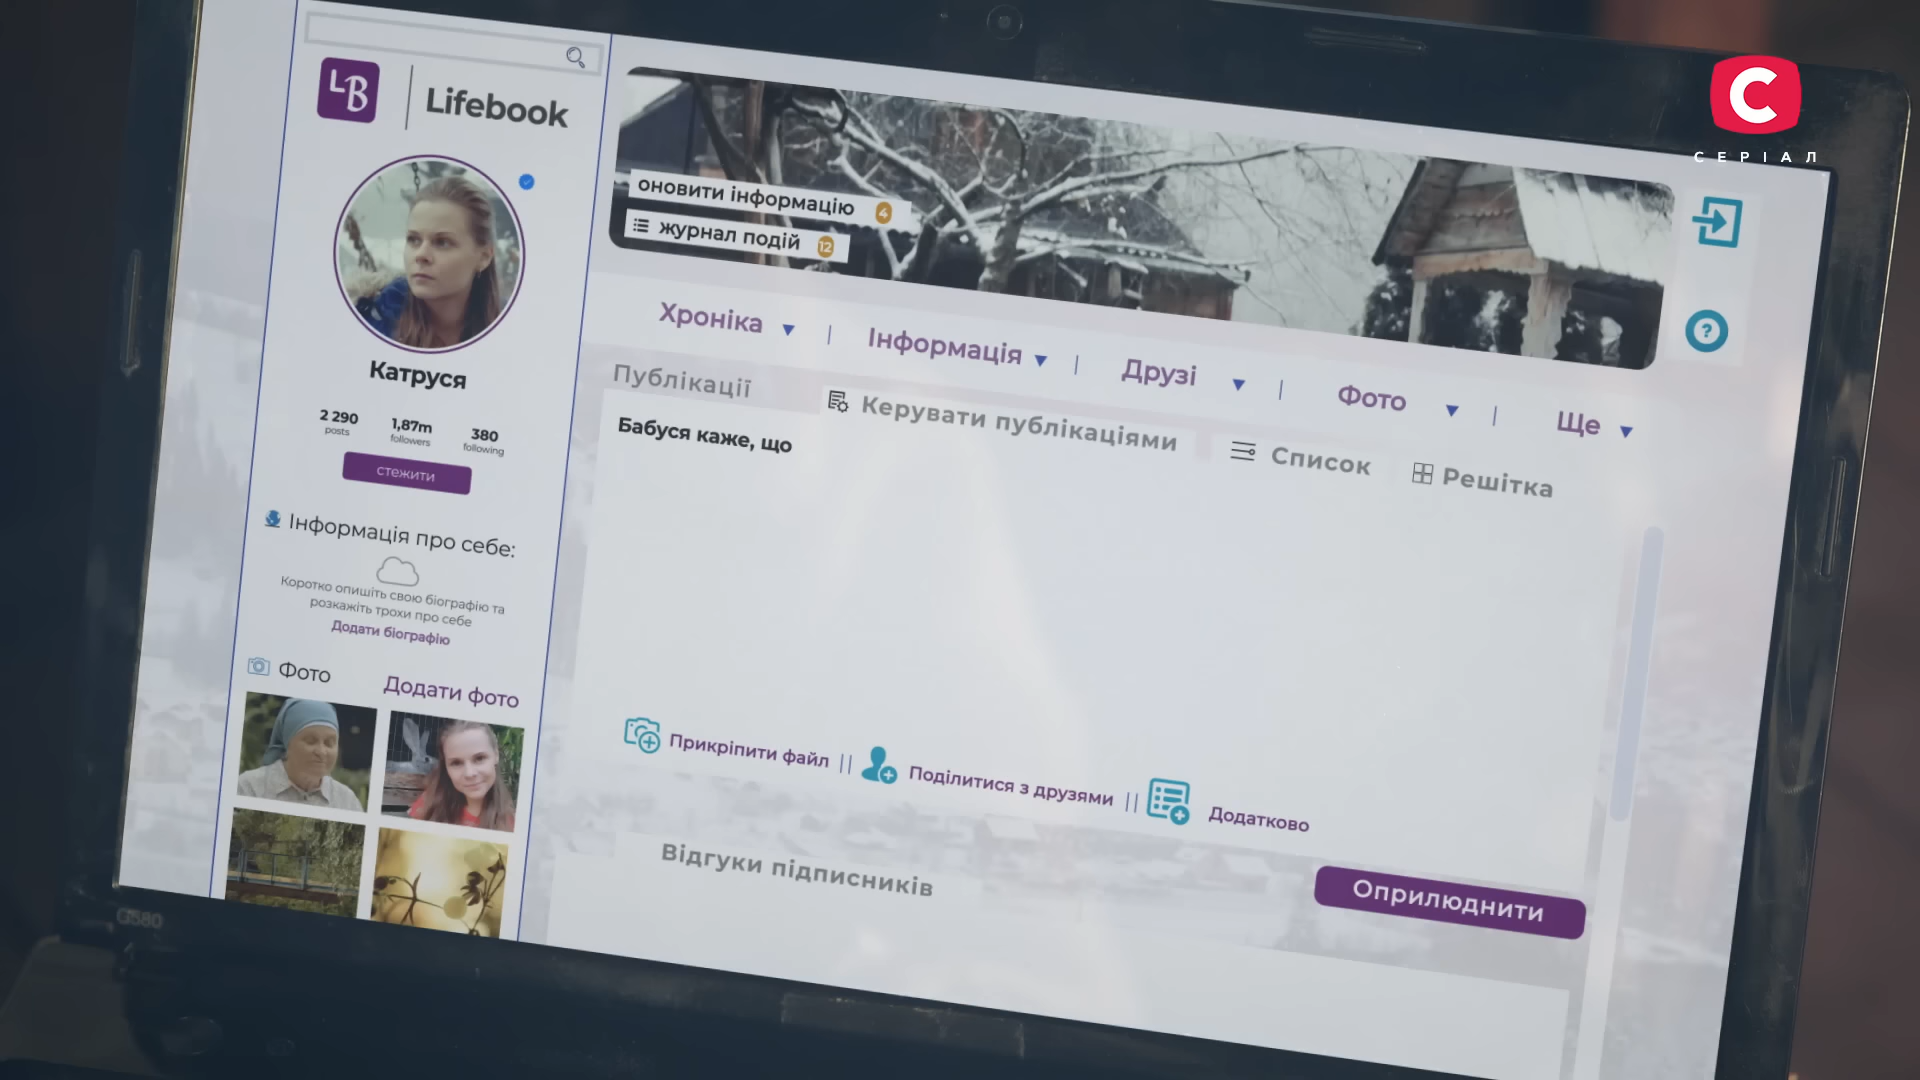 LB
Lifebook
Катруся
2 290
posts
1,87m
followers
380
following
стежити
Інформація про себе:
Коротко опишіть свою біографію та
розкажіть трохи про себе
Додати біографію
Фото
Додати фото
оновити інформацію 4
журнал подій 12
Хроніка
Інформація
Друзі
Фото
Ще
Публікації
Керувати публікаціями
Список
Решітка
Бабуся каже, що
Прикріпити файл
Поділитися з друзями
Додатково
Відгуки підписників
Оприлюднити
G580
С
СЕРІАЛ
?